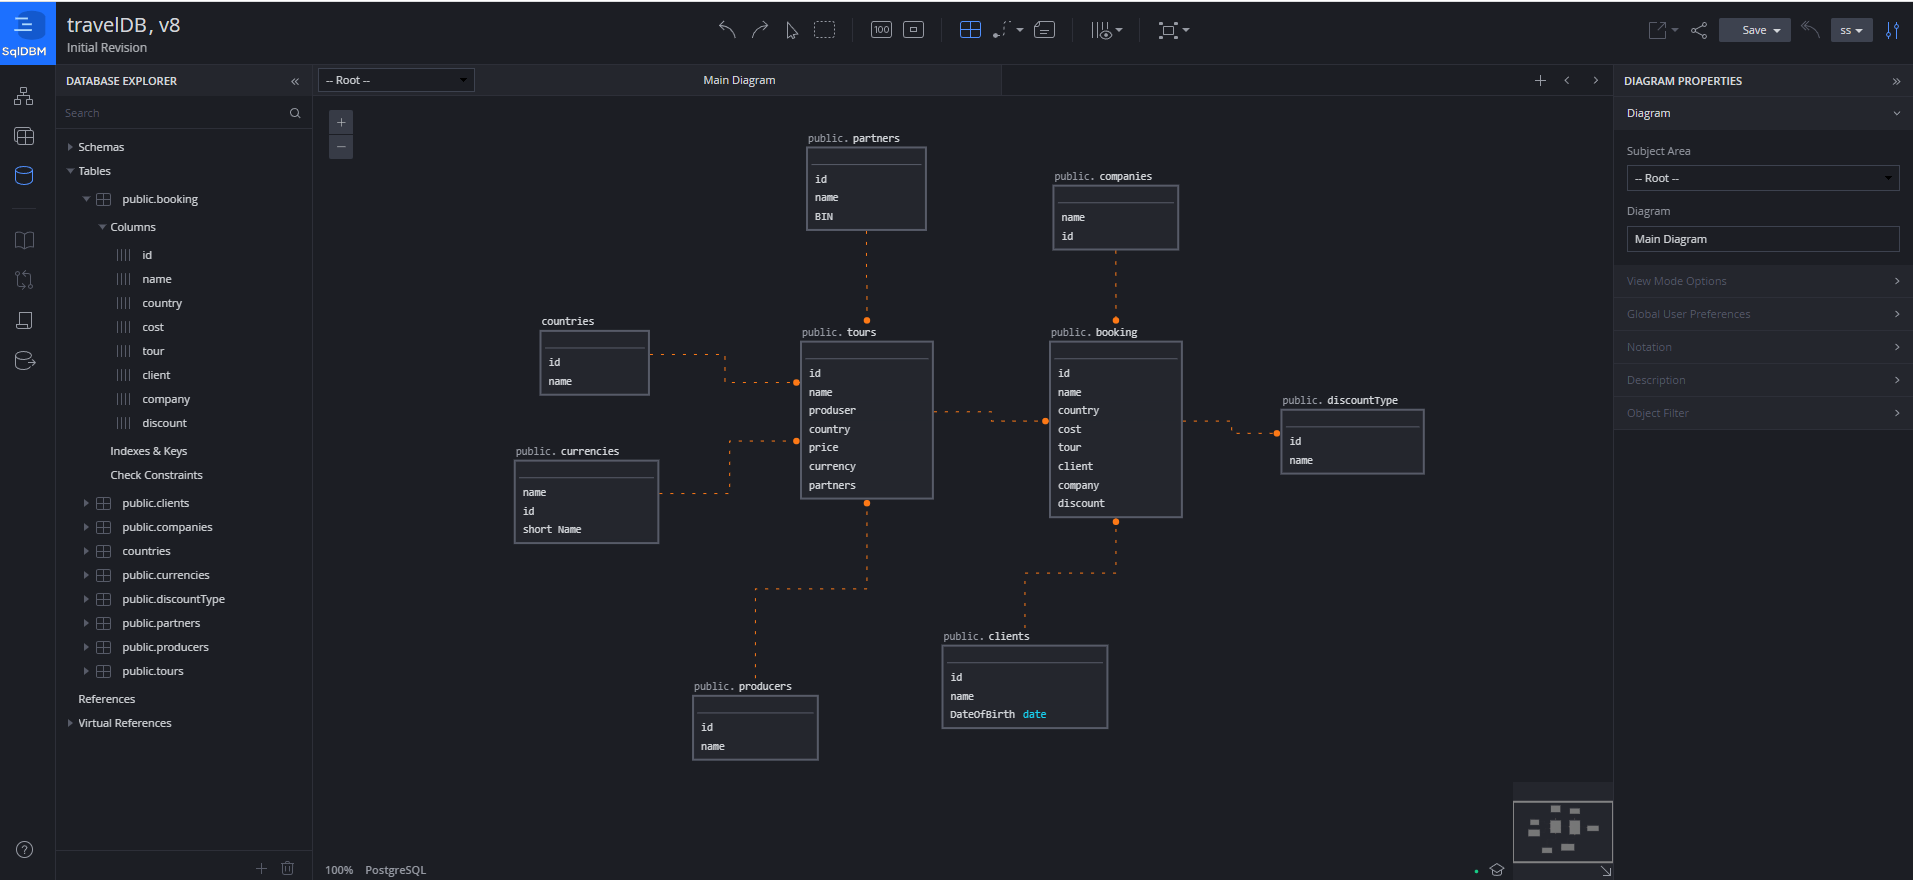 SqlDBM
travelDB, v8
Initial Revision
100
Save
ss
DATABASE EXPLORER
Search
Schemas
Tables
public.booking
Columns
id
name
country
cost
tour
client
company
discount
Indexes & Keys
Check Constraints
public.clients
public.companies
countries
public.currencies
public.discountType
public.partners
public.producers
public.tours
References
Virtual References
-- Root --
Main Diagram
public. partners
id
name
BIN
public. companies
name
id
countries
id
name
public. tours
id
name
produser
country
price
currency
partners
public. booking
id
name
country
cost
tour
client
company
discount
public. discountType
id
name
public. currencies
name
id
short Name
public. clients
id
name
DateOfBirth date
public. producers
id
name
100% PostgreSQL
DIAGRAM PROPERTIES
Diagram
Subject Area
-- Root --
Diagram
Main Diagram
View Mode Options
Global User Preferences
Notation
Description
Object Filter